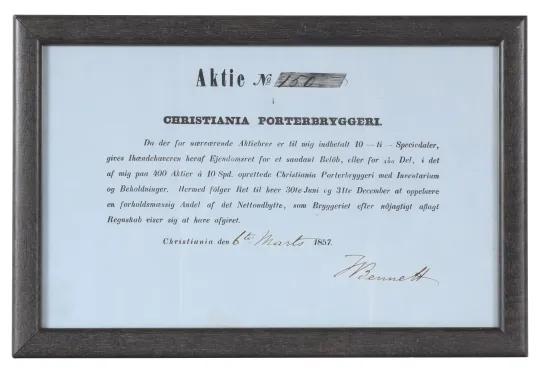 Aktie № 150
i
CHRISTIANIA PORTERBRYGGERI.
Da der for nærværende Aktiebrev er til mig indbetalt 10 — ti — Speciedaler,
gives Ihændehaveren heraf Ejendomsret for et saadant Beløb, eller for 1/400 Del, i det
af mig paa 400 Aktier à 10 Spd. oprettede Christiania Porterbryggeri med Inventarium
og Beholdninger. Hermed følger Ret til hver 30te Juni og 31te December at oppebære
en forholdsmæssig Andel af det Nettoudbytte, som Bryggeriet efter nöjagtigt aflagt
Regnskab viser sig at have afgivet.
Christiania den 6te Marts 1857.
TBennett